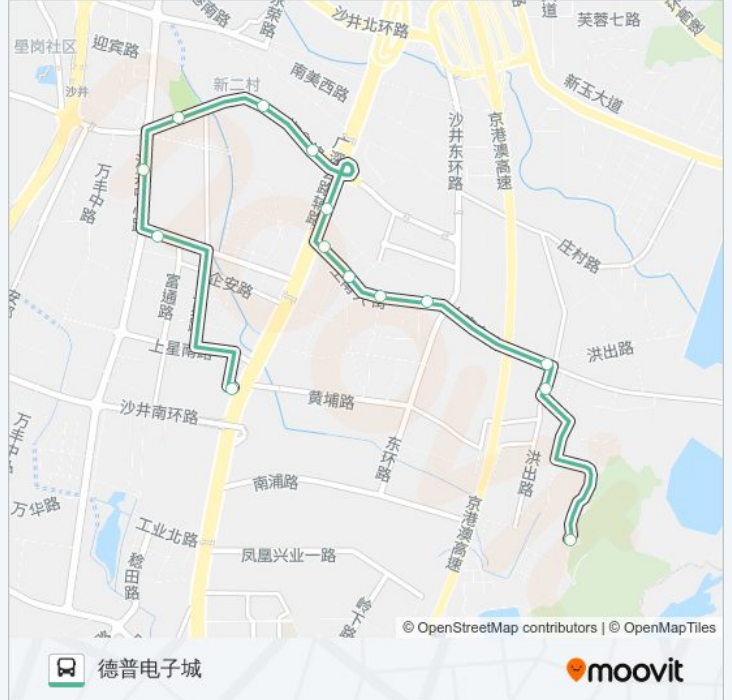 沙井北环路
芙蓉七路
壆岗社区
迎宾路
沙井
新二村
南美西路
新玉大道
沙井东环路
京港澳高速
万丰中路
庄村路
企安路
富通路
上星南路
洪出路
黄埔路
沙井南环路
万丰中
东环路
洪出路
南浦路
京港澳高速
万华路
工业北路
凤凰兴业一路
稔田路
岭下路
© OpenStreetMap contributors | © OpenMapTiles
德普电子城
moovit